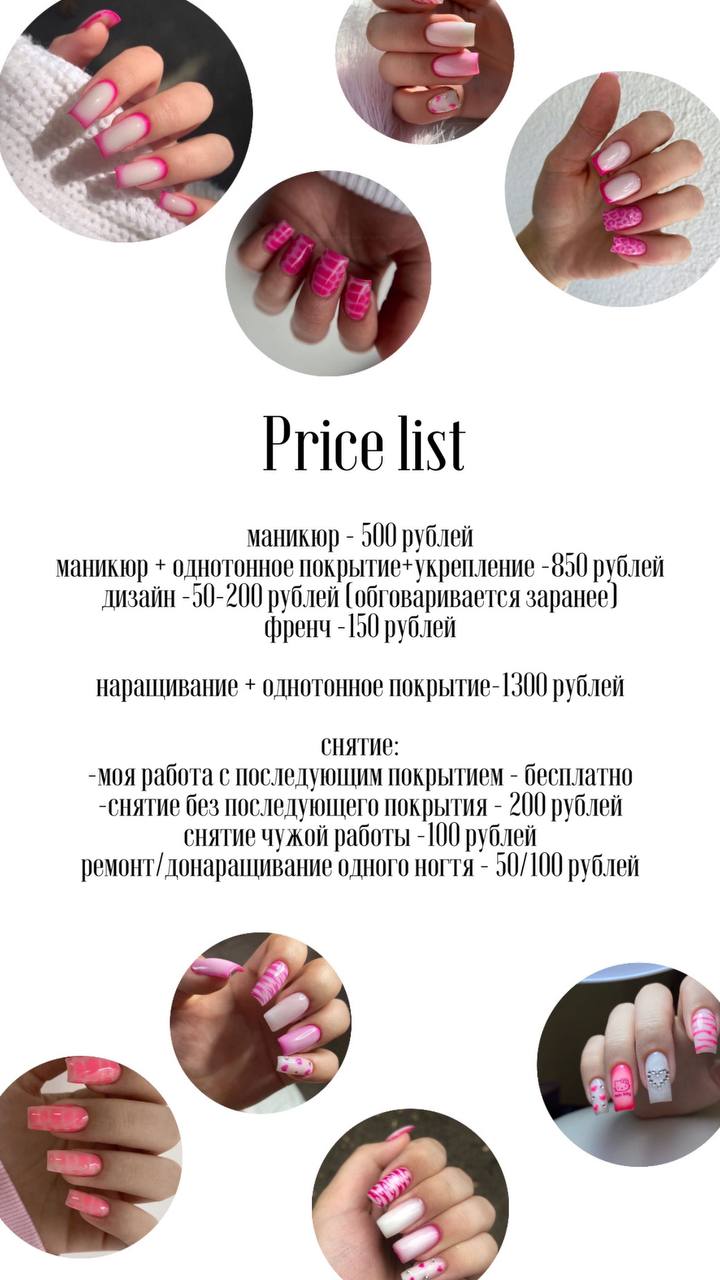 Price list
маникюр - 500 рублей
маникюр + однотонное покрытие+укрепление -850 рублей
дизайн -50-200 рублей (обговаривается заранее)
френч -150 рублей
наращивание + однотонное покрытие-1300 рублей
снятие:
-моя работа с последующим покрытием - бесплатно
-снятие без последующего покрытия - 200 рублей
снятие чужой работы -100 рублей
ремонт/донаращивание одного ногтя - 50/100 рублей